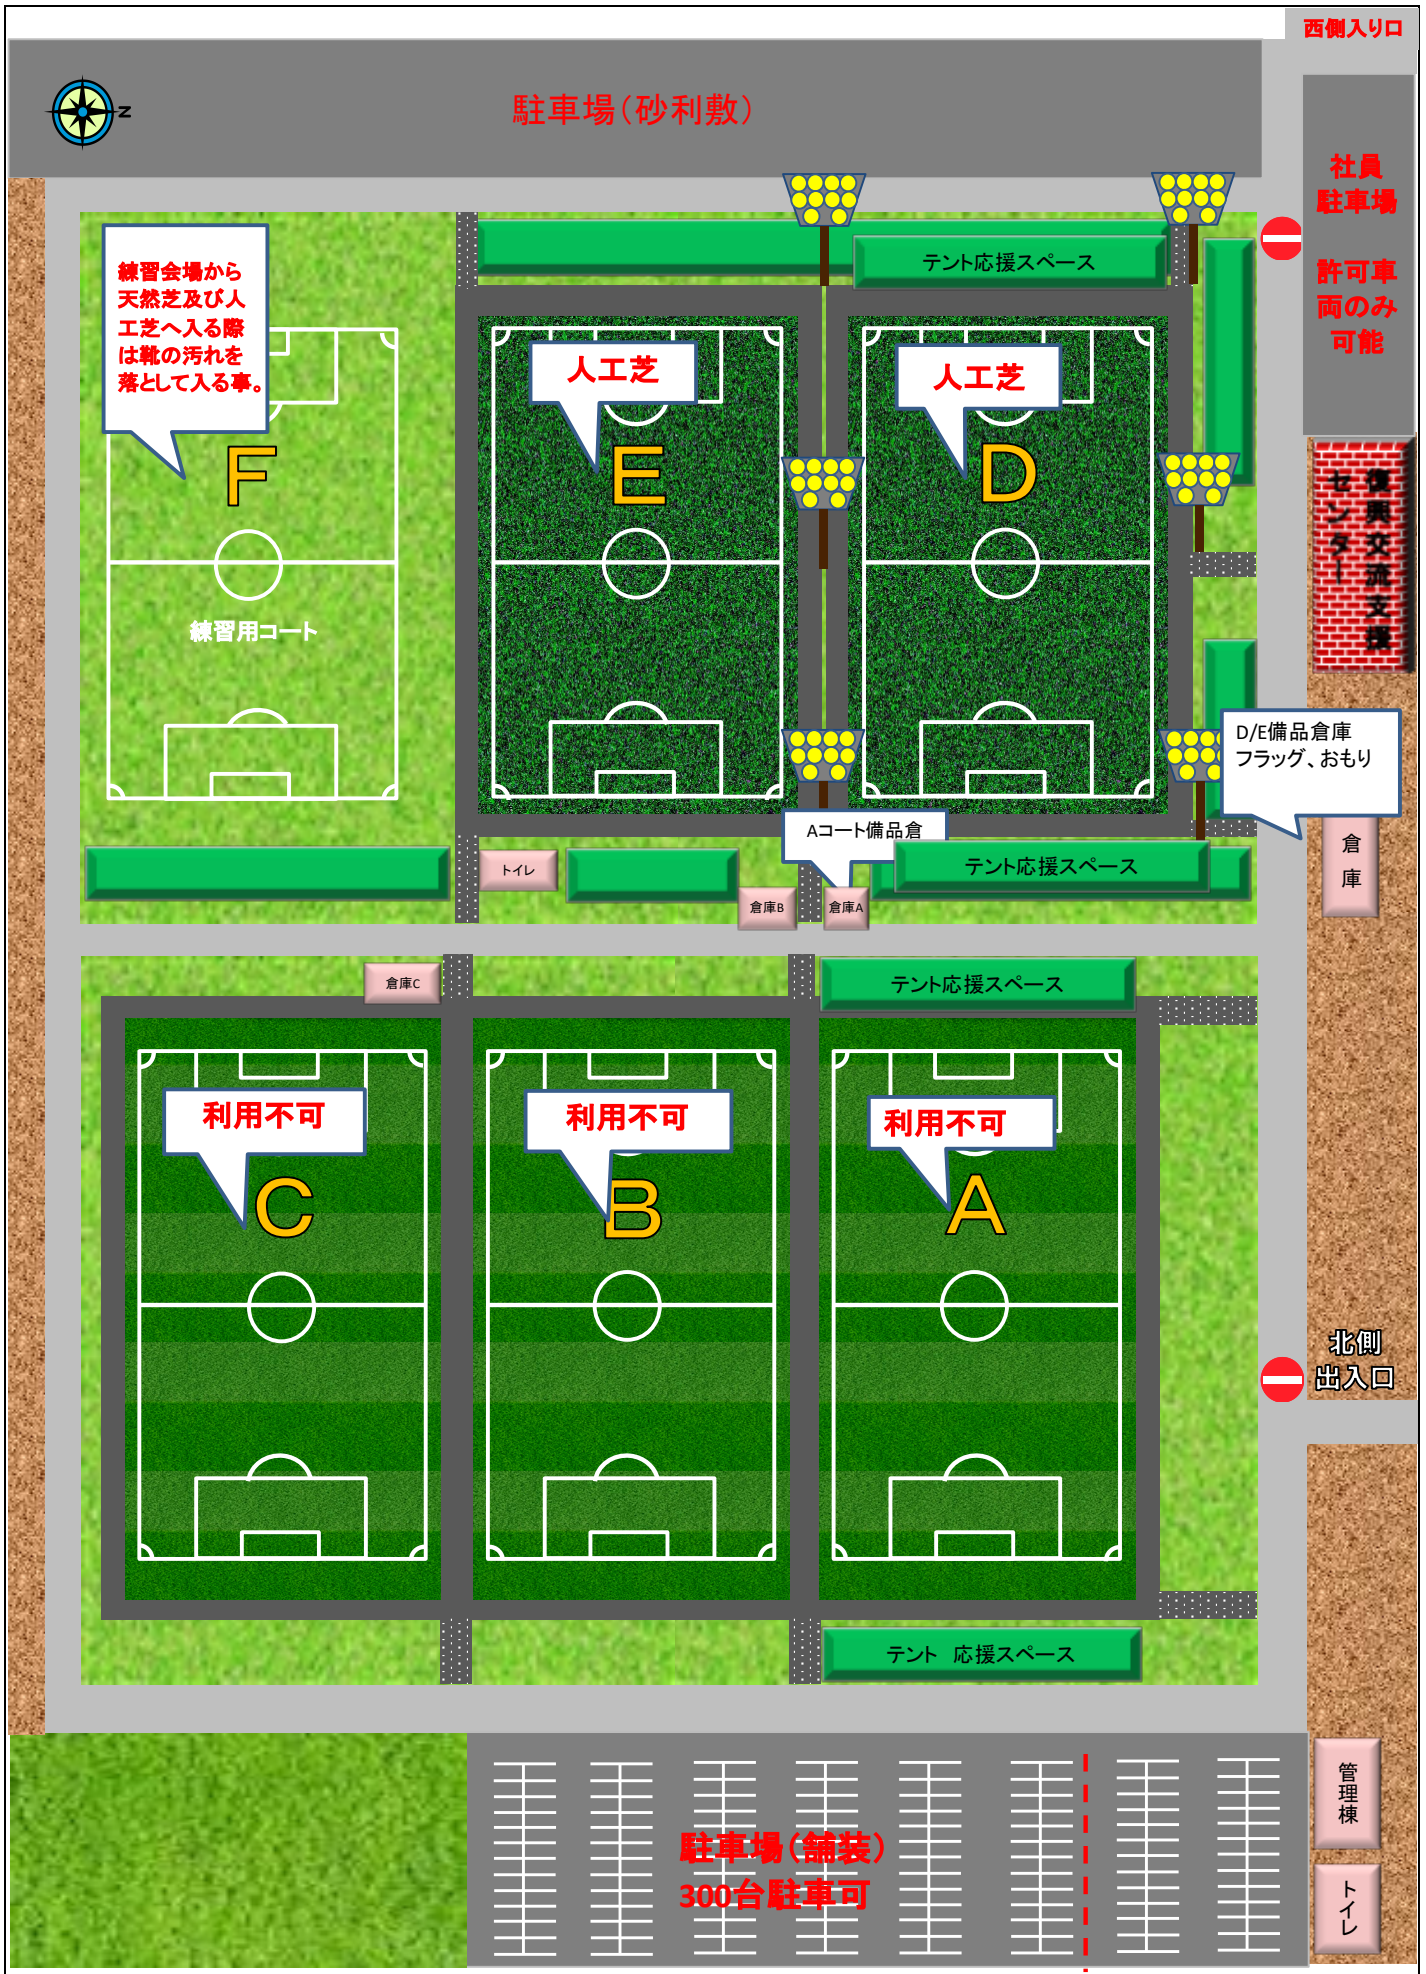 西側入り口
N
駐車場(砂利敷)
社員
駐車場
許可車
両のみ
可能
テント応援スペース
練習会場から
天然芝及び人
工芝へ入る際
は靴の汚れを
落として入る事。
人工芝
人工芝
F
E
D
復興交流支援
センター
練習用コート
D/E備品倉庫
フラッグ、おもり
Aコート備品倉
倉庫
トイレ
テント応援スペース
倉庫B
倉庫A
倉庫C
テント応援スペース
利用不可
利用不可
利用不可
C
B
A
北側
出入口
テント 応援スペース
管理棟
駐車場(舗装)
300台駐車可
トイレ